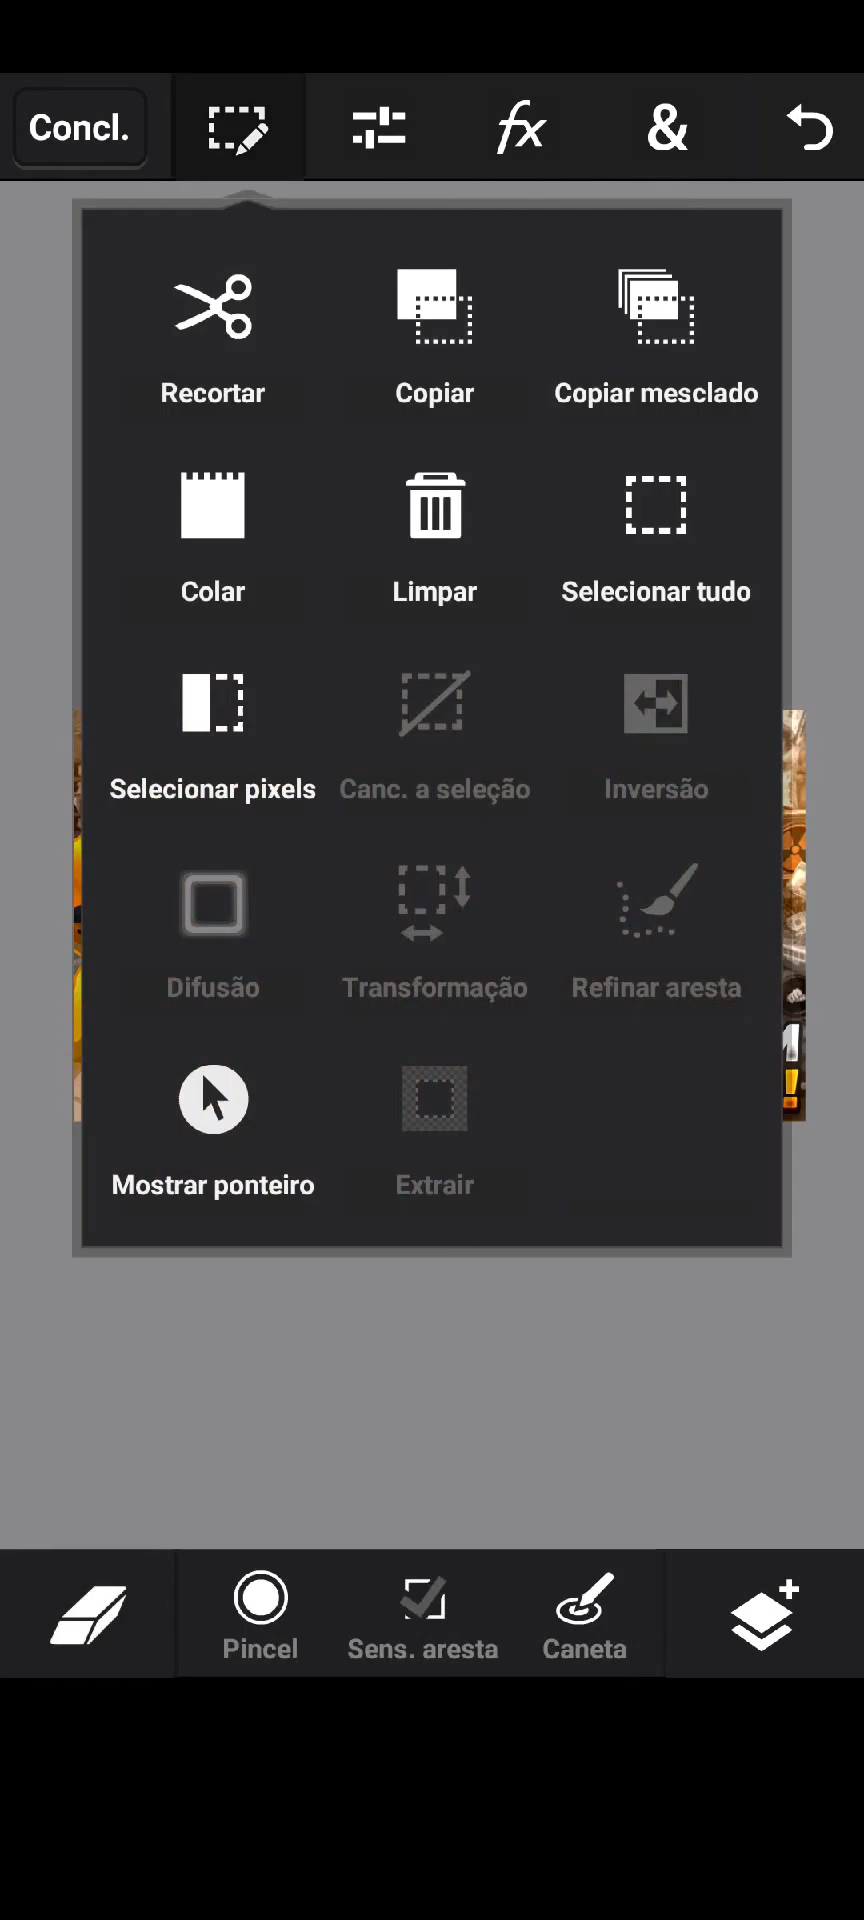 Concl.
fx
&
Recortar
Copiar
Copiar mesclado
Colar
Limpar
Selecionar tudo
Selecionar pixels
Canc. a seleção
Inversão
Difusão
Transformação
Refinar aresta
Mostrar ponteiro
Extrair
Pincel
Sens. aresta
Caneta